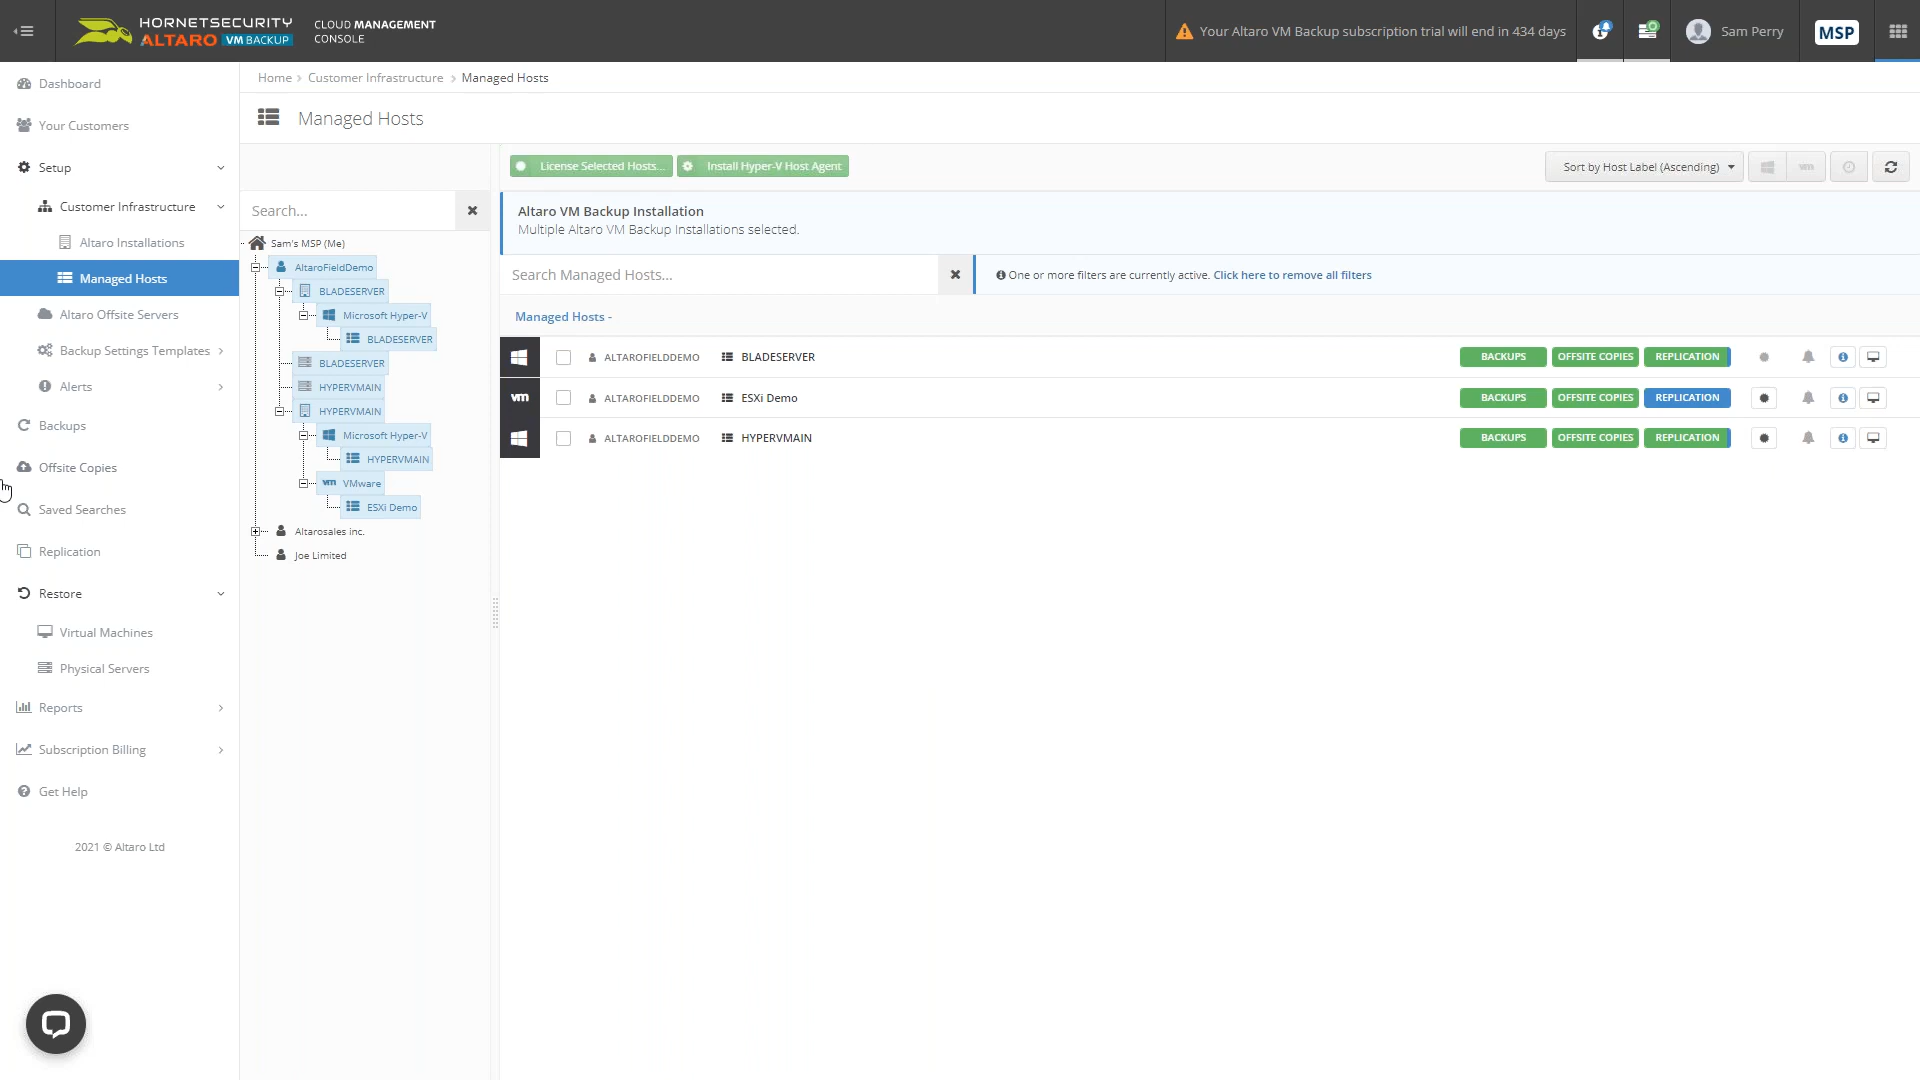 HORNETSECURITY
ALTARO VM BACKUP
CLOUD MANAGEMENT
CONSOLE
Your Altaro VM Backup subscription trial will end in 434 days
Sam Perry
MSP
Dashboard
Your Customers
Setup
Customer Infrastructure
Altaro Installations
Managed Hosts
Altaro Offsite Servers
Backup Settings Templates
Alerts
Backups
Offsite Copies
Saved Searches
Replication
Restore
Virtual Machines
Physical Servers
Reports
Subscription Billing
Get Help
2021 © Altaro Ltd
Home › Customer Infrastructure › Managed Hosts
Managed Hosts
Search...
Sam's MSP (Me)
AltaroFieldDemo
BLADESERVER
Microsoft Hyper-V
BLADESERVER
BLADESERVER
HYPERVMAIN
HYPERVMAIN
Microsoft Hyper-V
HYPERVMAIN
vm VMware
ESXi Demo
Altarosales inc.
Joe Limited
License Selected Hosts... Install Hyper-V Host Agent
Sort by Host Label (Ascending) vm
Altaro VM Backup Installation
Multiple Altaro VM Backup Installations selected.
Search Managed Hosts...
One or more filters are currently active. Click here to remove all filters
Managed Hosts -
ALTAROFIELDDEMO BLADESERVER BACKUPS OFFSITE COPIES REPLICATION
vm ALTAROFIELDDEMO ESXi Demo BACKUPS OFFSITE COPIES REPLICATION
ALTAROFIELDDEMO HYPERVMAIN BACKUPS OFFSITE COPIES REPLICATION